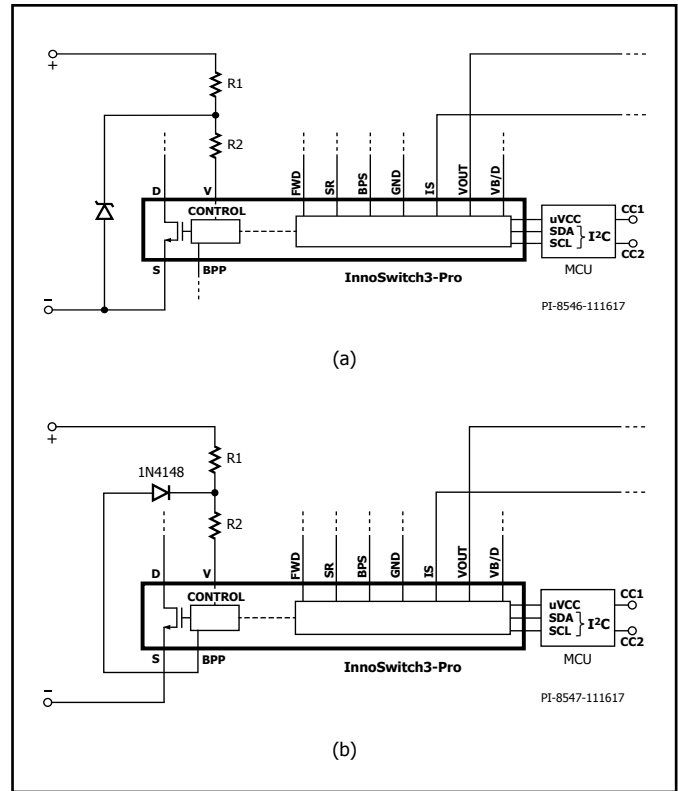 +
R1
R2
D
V
FWD
SR
BPS
GND
IS
VOUT
VB/D
CONTROL
uVCC
SDA
SCL
I²C
CC1
CC2
S
BPP
MCU
InnoSwitch3-Pro
−
PI-8546-111617
(a)
+
R1
1N4148
R2
D
V
FWD
SR
BPS
GND
IS
VOUT
VB/D
CONTROL
uVCC
SDA
SCL
I²C
CC1
CC2
S
BPP
MCU
InnoSwitch3-Pro
−
PI-8547-111617
(b)